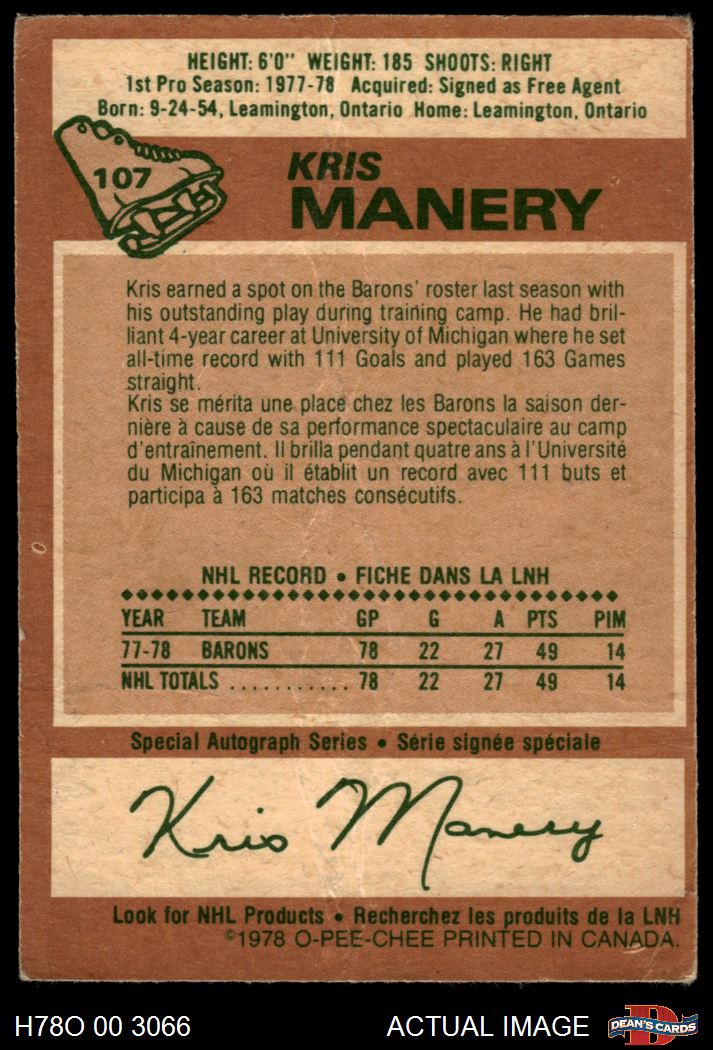 HEIGHT: 6'0" WEIGHT: 185 SHOOTS: RIGHT
1st Pro Season: 1977-78 Acquired: Signed as Free Agent
Born: 9-24-54, Leamington, Ontario Home: Leamington, Ontario
107
KRIS
MANERY
Kris earned a spot on the Barons' roster last season with
his outstanding play during training camp. He had bril-
liant 4-year career at University of Michigan where he set
all-time record with 111 Goals and played 163 Games
straight.
Kris se mérita une place chez les Barons la saison der-
nière à cause de sa performance spectaculaire au camp
d'entraînement. Il brilla pendant quatre ans à l'Université
du Michigan où il établit un record avec 111 buts et
participa à 163 matches consécutifs.
NHL RECORD • FICHE DANS LA LNH
YEAR TEAM GP G A PTS PIM
77-78 BARONS 78 22 27 49 14
NHL TOTALS ........... 78 22 27 49 14
Special Autograph Series • Série signée spéciale
Kris Manery
Look for NHL Products • Recherchez les produits de la LNH
©1978 O-PEE-CHEE PRINTED IN CANADA.
H78O 00 3066 ACTUAL IMAGE D DEAN'S CARDS